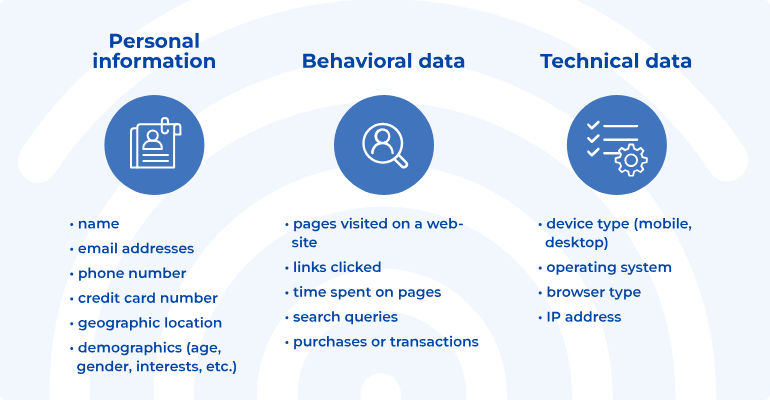 Personal
information
• name
• email addresses
• phone number
• credit card number
• geographic location
• demographics (age,
gender, interests, etc.)
Behavioral data
• pages visited on a web-
site
• links clicked
• time spent on pages
• search queries
• purchases or transactions
Technical data
• device type (mobile,
desktop)
• operating system
• browser type
• IP address